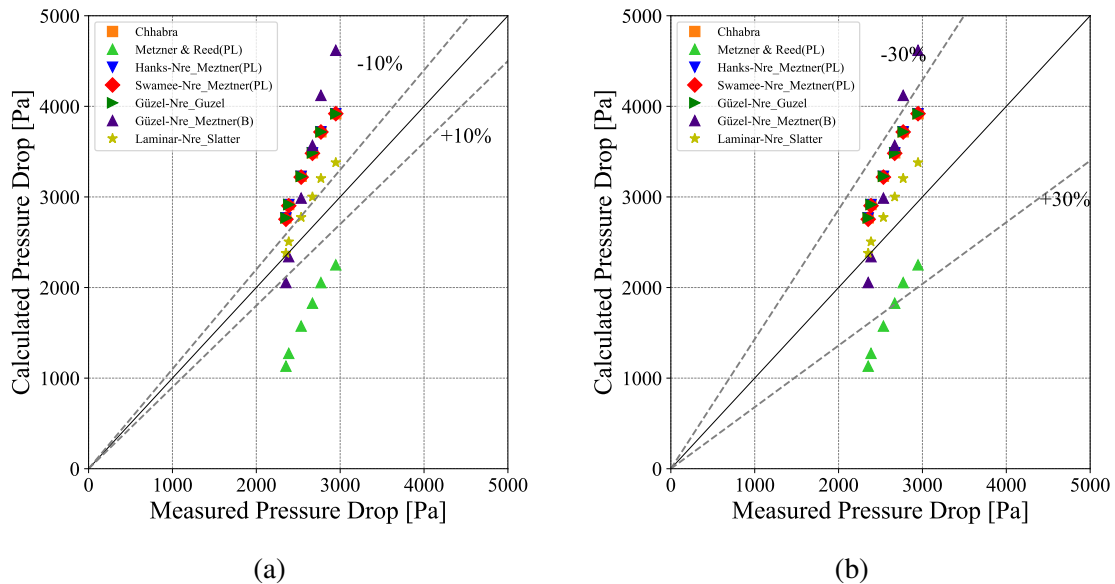 5000
4000
3000
2000
1000
0
0
1000
2000
3000
4000
5000
Calculated Pressure Drop [Pa]
Measured Pressure Drop [Pa]
Chhabra
Metzner & Reed(PL)
Hanks-Nre_Meztner(PL)
Swamee-Nre_Meztner(PL)
Güzel-Nre_Guzel
Güzel-Nre_Meztner(B)
Laminar-Nre_Slatter
-10%
+10%
(a)
5000
4000
3000
2000
1000
0
0
1000
2000
3000
4000
5000
Calculated Pressure Drop [Pa]
Measured Pressure Drop [Pa]
Chhabra
Metzner & Reed(PL)
Hanks-Nre_Meztner(PL)
Swamee-Nre_Meztner(PL)
Güzel-Nre_Guzel
Güzel-Nre_Meztner(B)
Laminar-Nre_Slatter
-30%
+30%
(b)